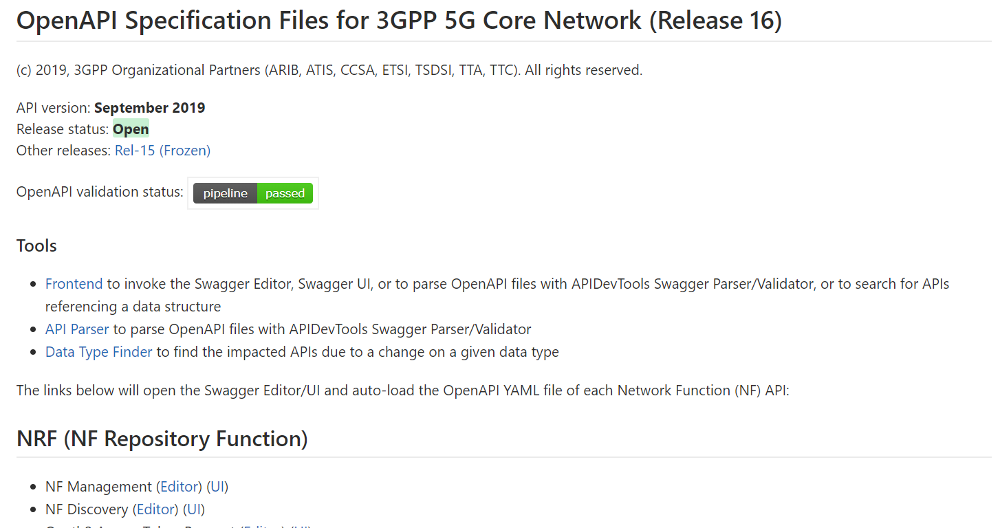 OpenAPI Specification Files for 3GPP 5G Core Network (Release 16)
(c) 2019, 3GPP Organizational Partners (ARIB, ATIS, CCSA, ETSI, TSDSI, TTA, TTC). All rights reserved.
API version: September 2019
Release status: Open
Other releases: Rel-15 (Frozen)
OpenAPI validation status: pipeline passed
Tools
• Frontend to invoke the Swagger Editor, Swagger UI, or to parse OpenAPI files with APIDevTools Swagger Parser/Validator, or to search for APIs
referencing a data structure
• API Parser to parse OpenAPI files with APIDevTools Swagger Parser/Validator
• Data Type Finder to find the impacted APIs due to a change on a given data type
The links below will open the Swagger Editor/UI and auto-load the OpenAPI YAML file of each Network Function (NF) API:
NRF (NF Repository Function)
• NF Management (Editor) (UI)
• NF Discovery (Editor) (UI)